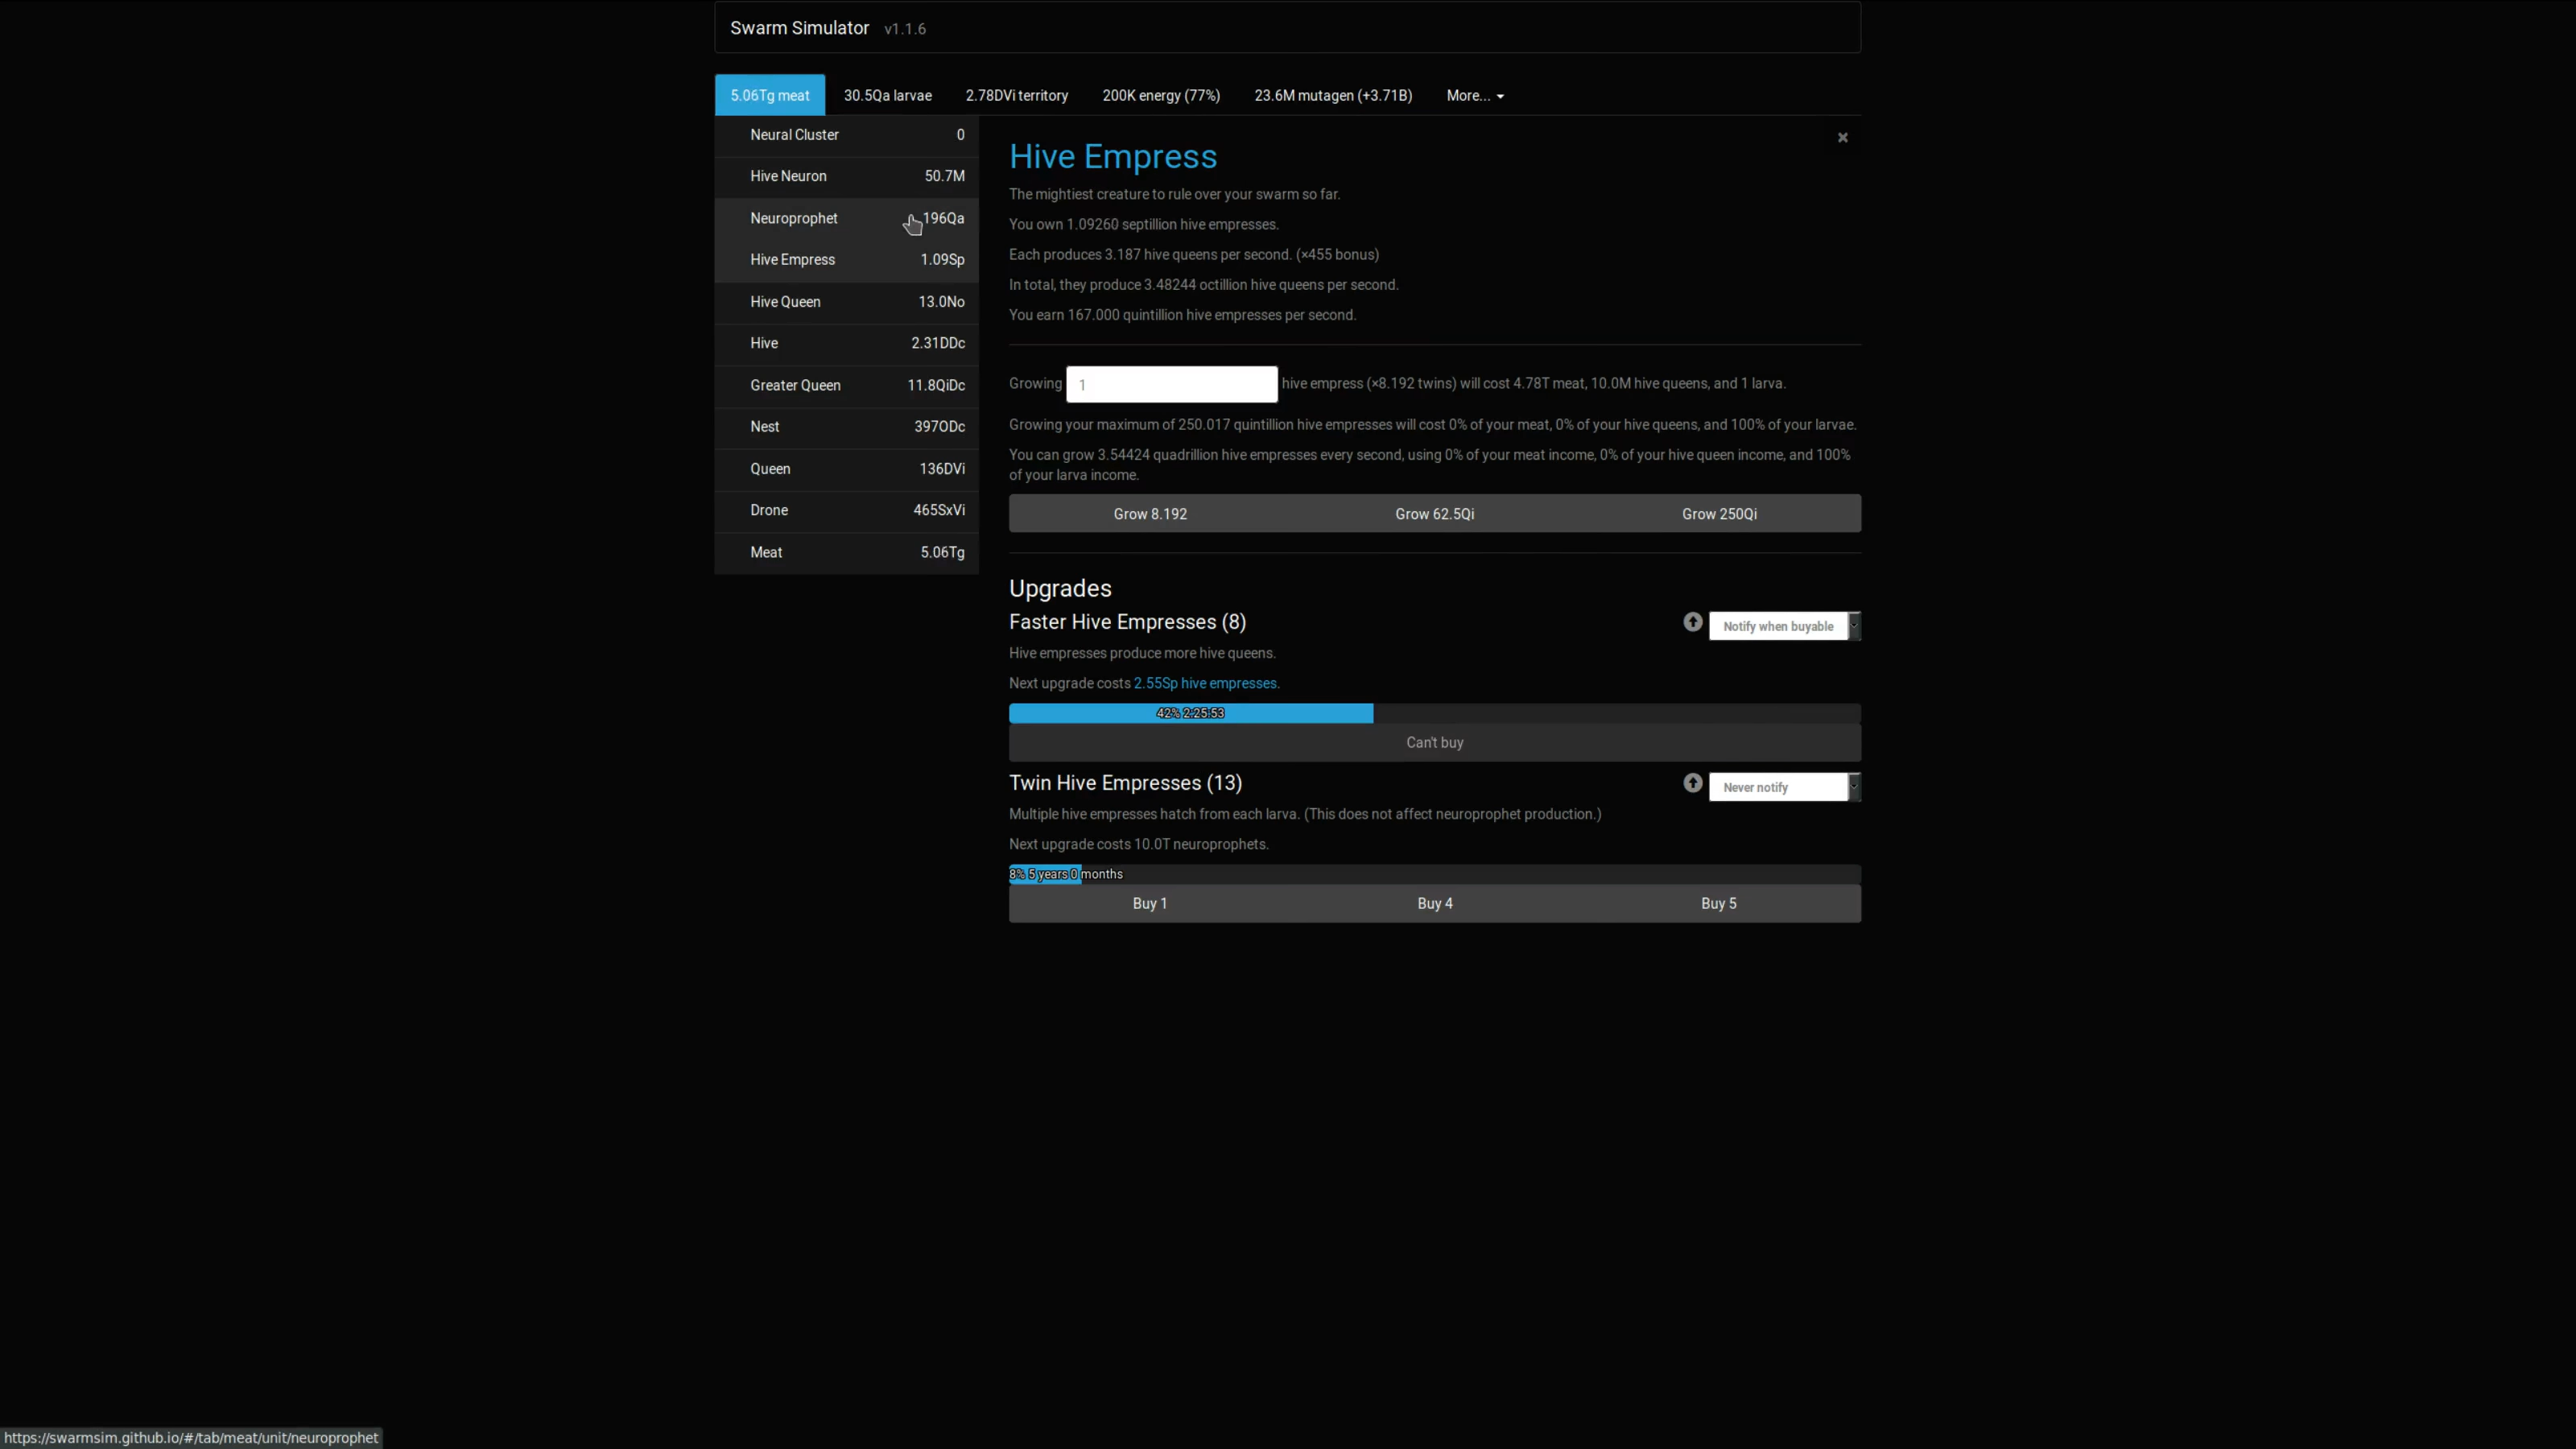 Swarm Simulator v1.1.6
5.06Tg meat 30.5Qa larvae 2.78DVi territory 200K energy (77%) 23.6M mutagen (+3.71B) More...
Neural Cluster 0
Hive Neuron 50.7M
Neuroprophet 196Qa
Hive Empress 1.09Sp
Hive Queen 13.0No
Hive 2.31DDc
Greater Queen 11.8QiDc
Nest 397ODc
Queen 136DVi
Drone 465SxVi
Meat 5.06Tg
×
Hive Empress
The mightiest creature to rule over your swarm so far.
You own 1.09260 septillion hive empresses.
Each produces 3.187 hive queens per second. (×455 bonus)
In total, they produce 3.48244 octillion hive queens per second.
You earn 167.000 quintillion hive empresses per second.
Growing 1 hive empress (×8.192 twins) will cost 4.78T meat, 10.0M hive queens, and 1 larva.
Growing your maximum of 250.017 quintillion hive empresses will cost 0% of your meat, 0% of your hive queens, and 100% of your larvae.
You can grow 3.54424 quadrillion hive empresses every second, using 0% of your meat income, 0% of your hive queen income, and 100%
of your larva income.
Grow 8.192 Grow 62.5Qi Grow 250Qi
Upgrades
Faster Hive Empresses (8) Notify when buyable
Hive empresses produce more hive queens.
Next upgrade costs 2.55Sp hive empresses.
42% 2:25:53
Can't buy
Twin Hive Empresses (13) Never notify
Multiple hive empresses hatch from each larva. (This does not affect neuroprophet production.)
Next upgrade costs 10.0T neuroprophets.
8% 5 years 0 months
Buy 1 Buy 4 Buy 5
https://swarmsim.github.io/#/tab/meat/unit/neuroprophet